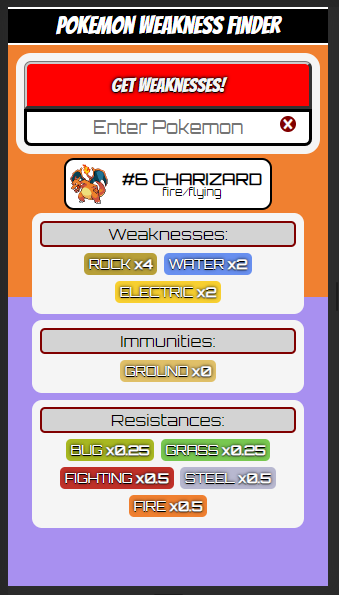 POKEMON WEAKNESS FINDER
GET WEAKNESSES!
Enter Pokemon
#6 CHARIZARD
fire/flying
Weaknesses:
ROCK x4 WATER x2
ELECTRIC x2
Immunities:
GROUND x0
Resistances:
BUG x0.25 GRASS x0.25
FIGHTING x0.5 STEEL x0.5
FIRE x0.5